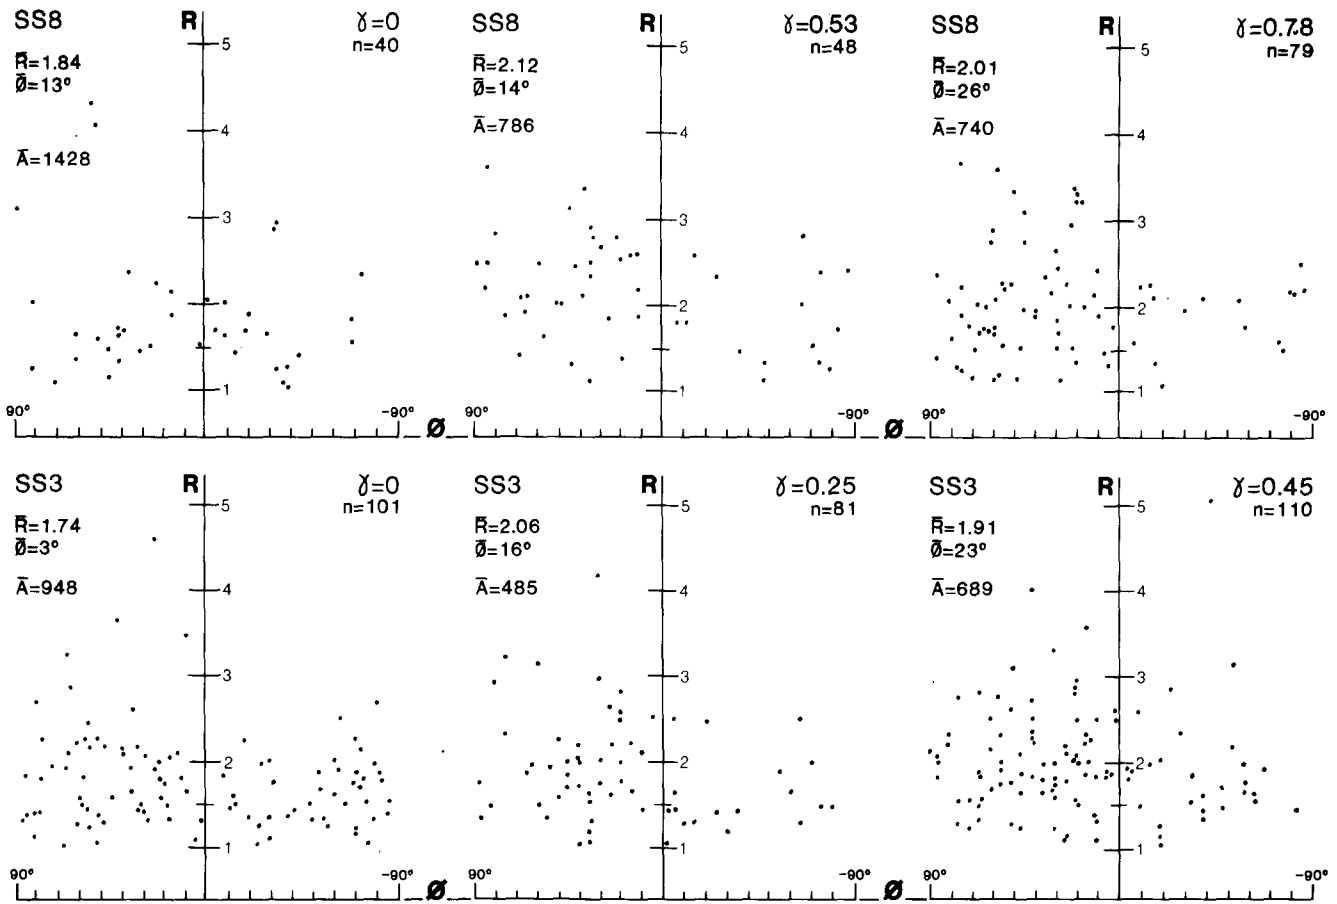 SS8 R ɣ=0
n=40
R̄=1.84
Ø̄=13°
Ā=1428
5
4
3
2
1
90° -90° Ø
SS8 R ɣ=0.53
n=48
R̄=2.12
Ø̄=14°
Ā=786
5
4
3
2
1
90° -90° Ø
SS8 R ɣ=0.78
n=79
R̄=2.01
Ø̄=26°
Ā=740
5
4
3
2
1
90° -90°
SS3 R ɣ=0
n=101
R̄=1.74
Ø̄=3°
Ā=948
5
4
3
2
1
90° -90° Ø
SS3 R ɣ=0.25
n=81
R̄=2.06
Ø̄=16°
Ā=485
5
4
3
2
1
90° -90° Ø
SS3 R ɣ=0.45
n=110
R̄=1.91
Ø̄=23°
Ā=689
5
4
3
2
1
90° -90°